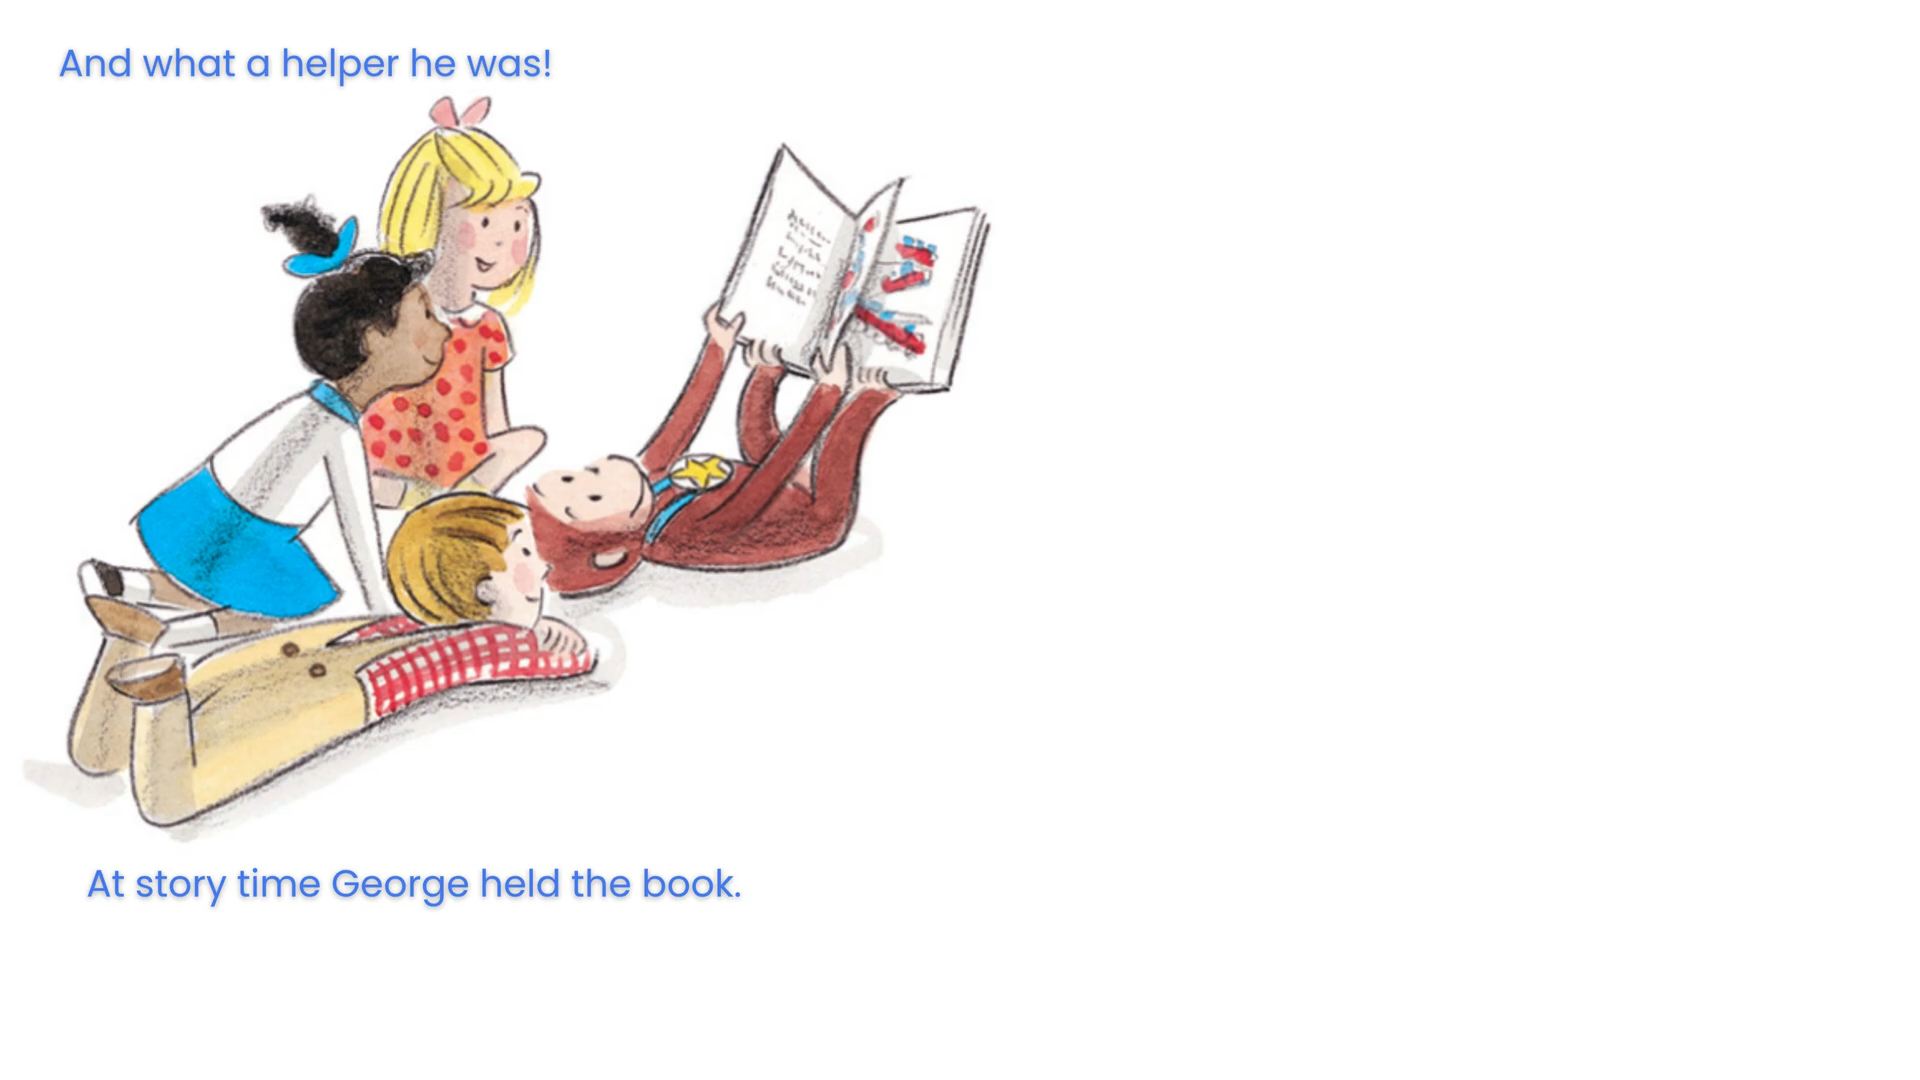 And what a helper he was!
At story time George held the book.